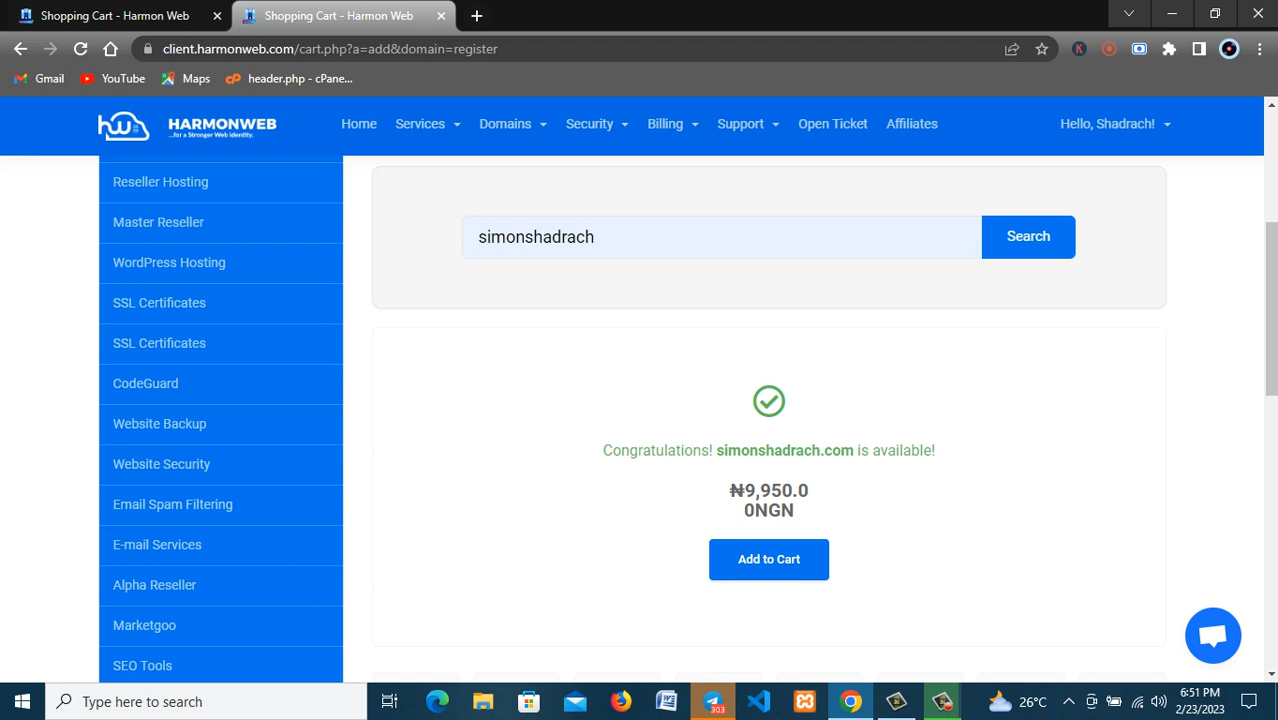 Shopping Cart - Harmon Web
Shopping Cart - Harmon Web
client.harmonweb.com/cart.php?a=add&domain=register
K
Gmail YouTube Maps header.php - cPane...
hw HARMONWEB
...for a Stronger Web Identity.
Home Services Domains Security Billing Support Open Ticket Affiliates Hello, Shadrach!
Reseller Hosting
Master Reseller
WordPress Hosting
SSL Certificates
SSL Certificates
CodeGuard
Website Backup
Website Security
Email Spam Filtering
E-mail Services
Alpha Reseller
Marketgoo
SEO Tools
simonshadrach Search
Congratulations! simonshadrach.com is available!
₦9,950.0
0NGN
Add to Cart
Type here to search
303
26°C
6:51 PM
2/23/2023